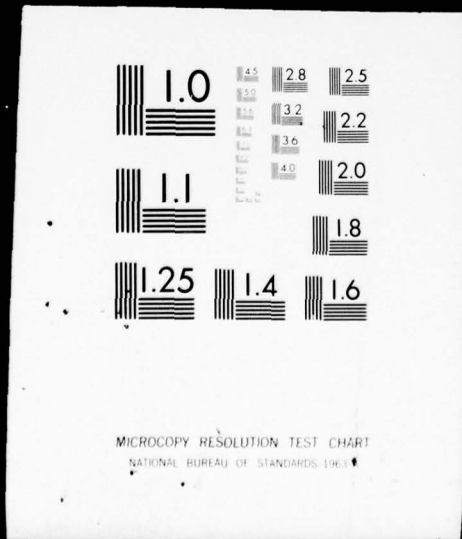 1.0
4.5 2.8 2.5
5.0
3.2 2.2
3.6
4.0 2.0
1.1
1.8
1.25 1.4 1.6
MICROCOPY RESOLUTION TEST CHART
NATIONAL BUREAU OF STANDARDS 1963